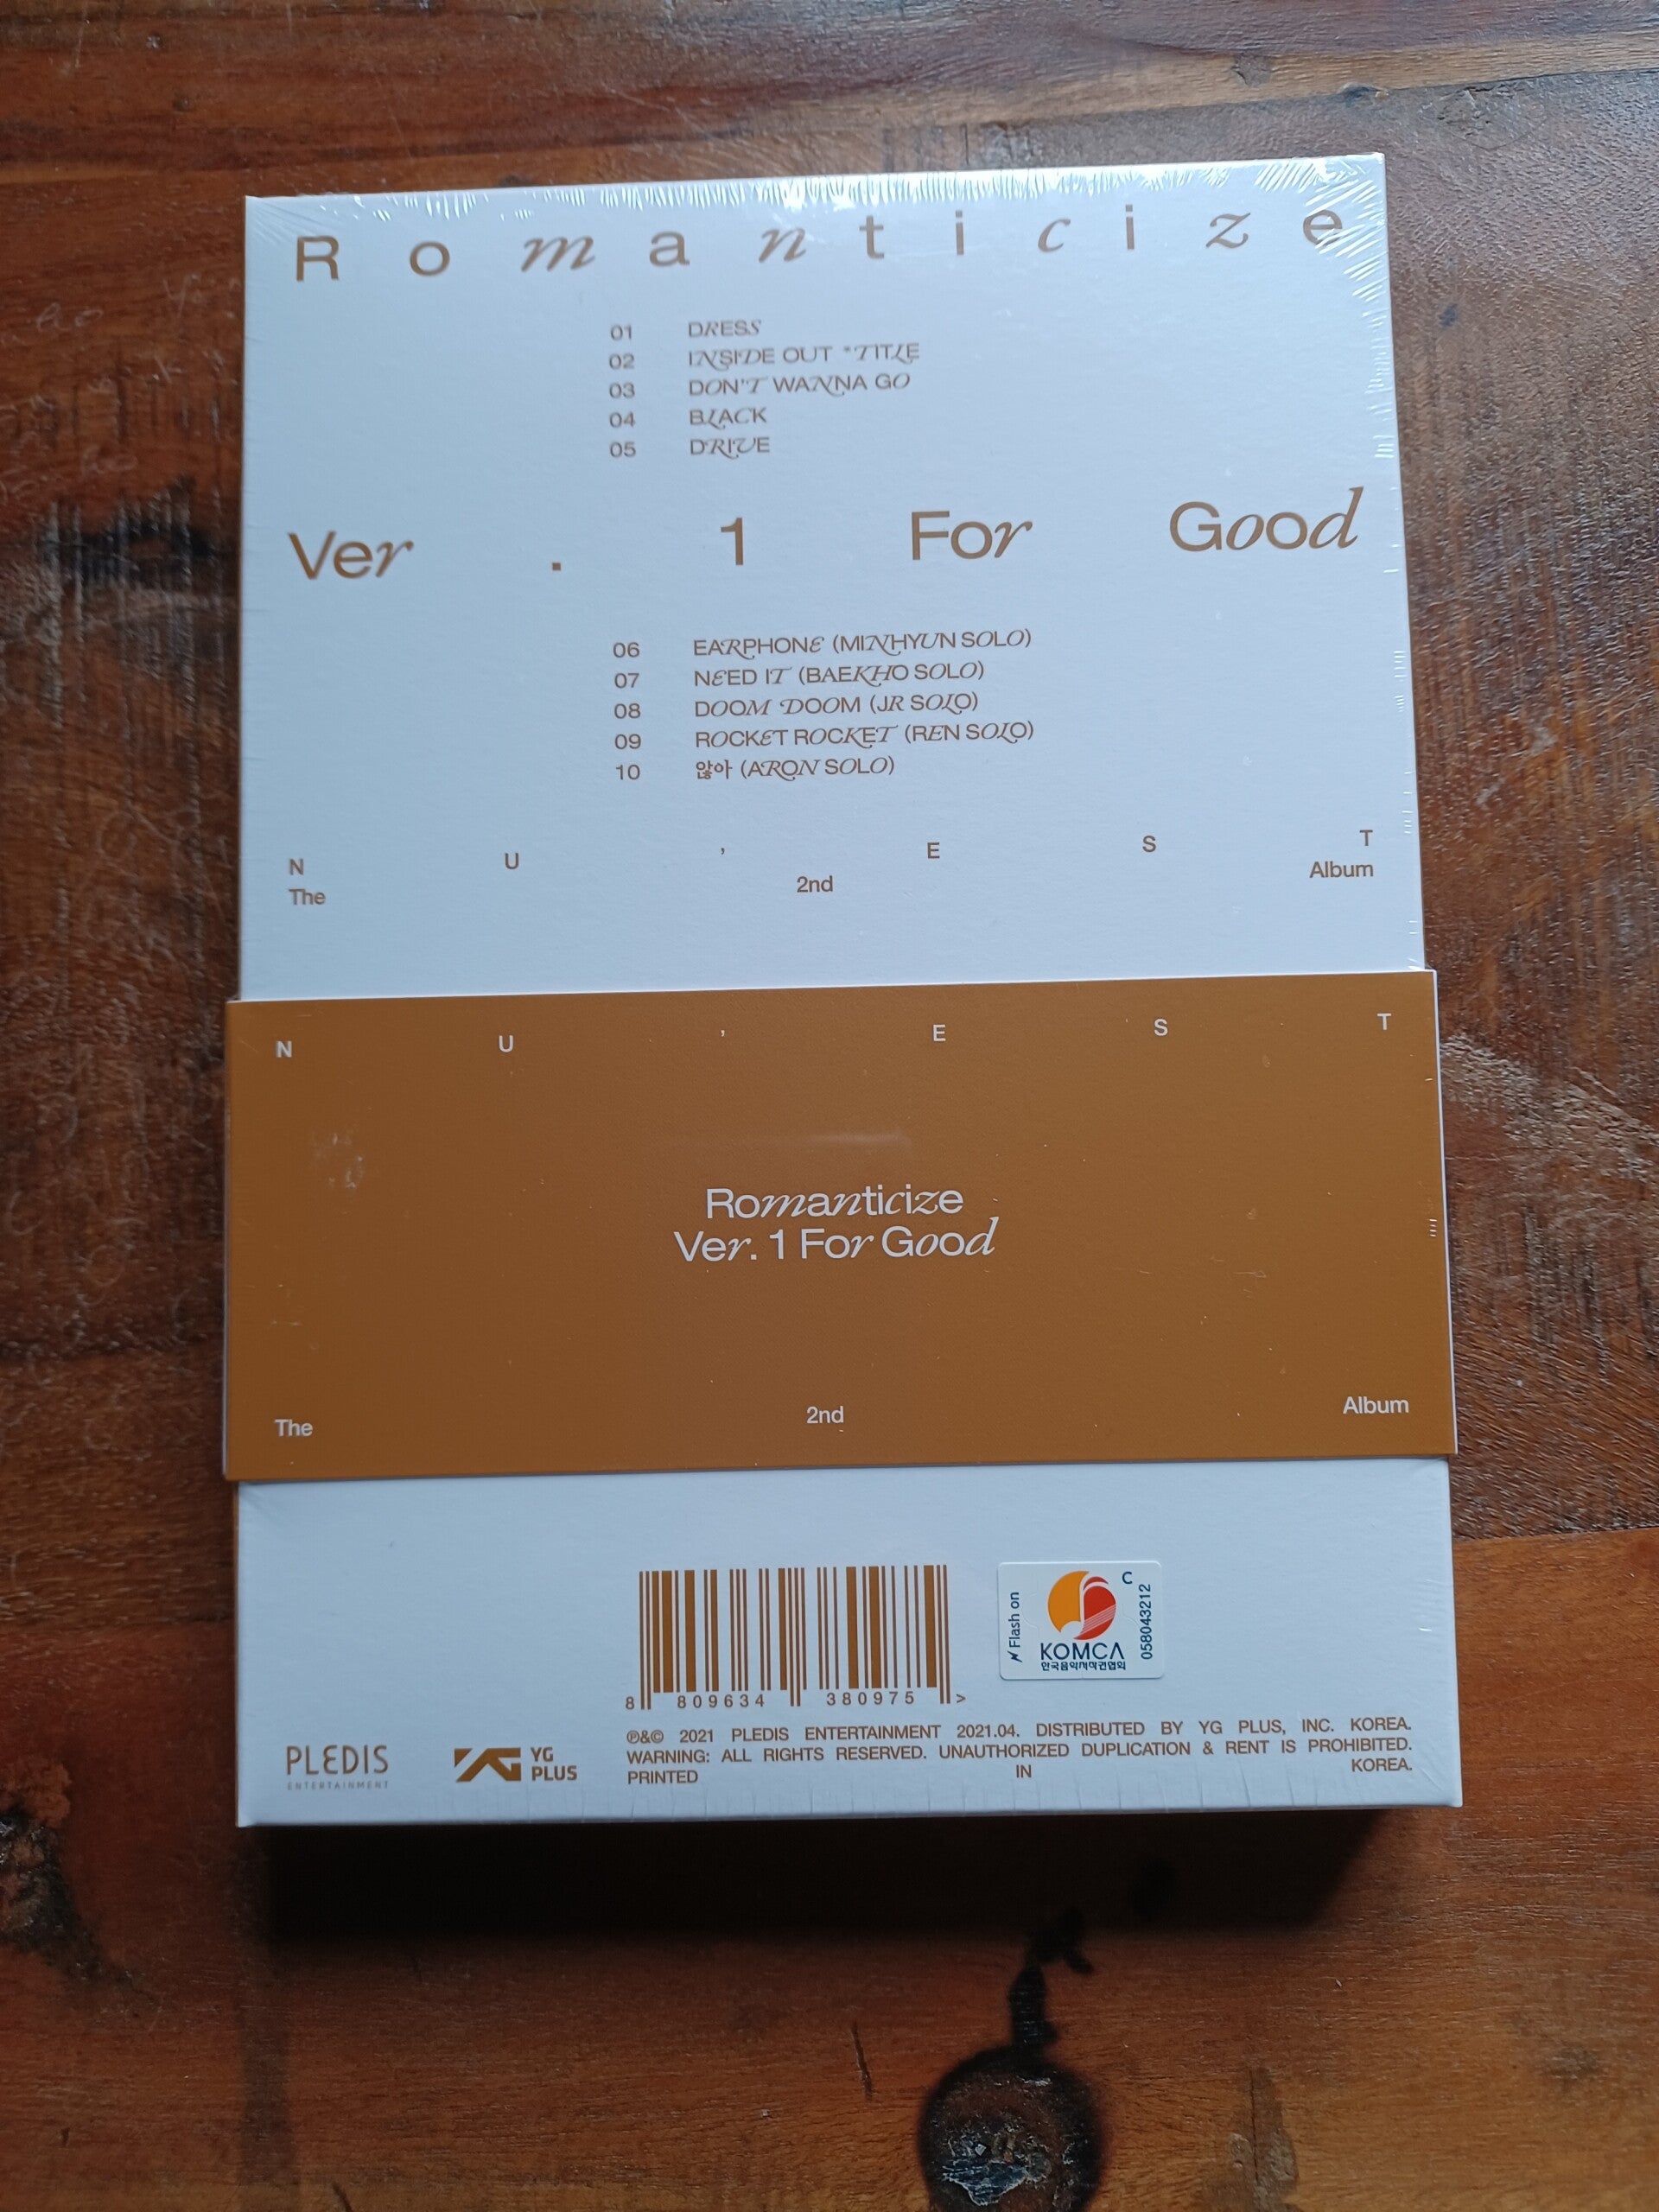 Romanticize
01 DRESS
02 INSIDE OUT *TITLE
03 DON'T WANNA GO
04 BLACK
05 DRIVE
Ver. 1 For Good
06 EARPHONE (MINHYUN SOLO)
07 NEED IT (BAEKHO SOLO)
08 DOOM DOOM (JR SOLO)
09 ROCKET ROCKET (REN SOLO)
10 않아 (ARON SOLO)
NU'EST
The 2nd Album
NU'EST
Romanticize
Ver. 1 For Good
The 2nd Album
8 809634 380975 >
Flash on
C
KOMCA
한국음악저작권협회
058043212
PLEDIS
ENTERTAINMENT
YG
PLUS
℗&© 2021 PLEDIS ENTERTAINMENT 2021.04. DISTRIBUTED BY YG PLUS, INC. KOREA.
WARNING: ALL RIGHTS RESERVED. UNAUTHORIZED DUPLICATION & RENT IS PROHIBITED.
PRINTED IN KOREA.